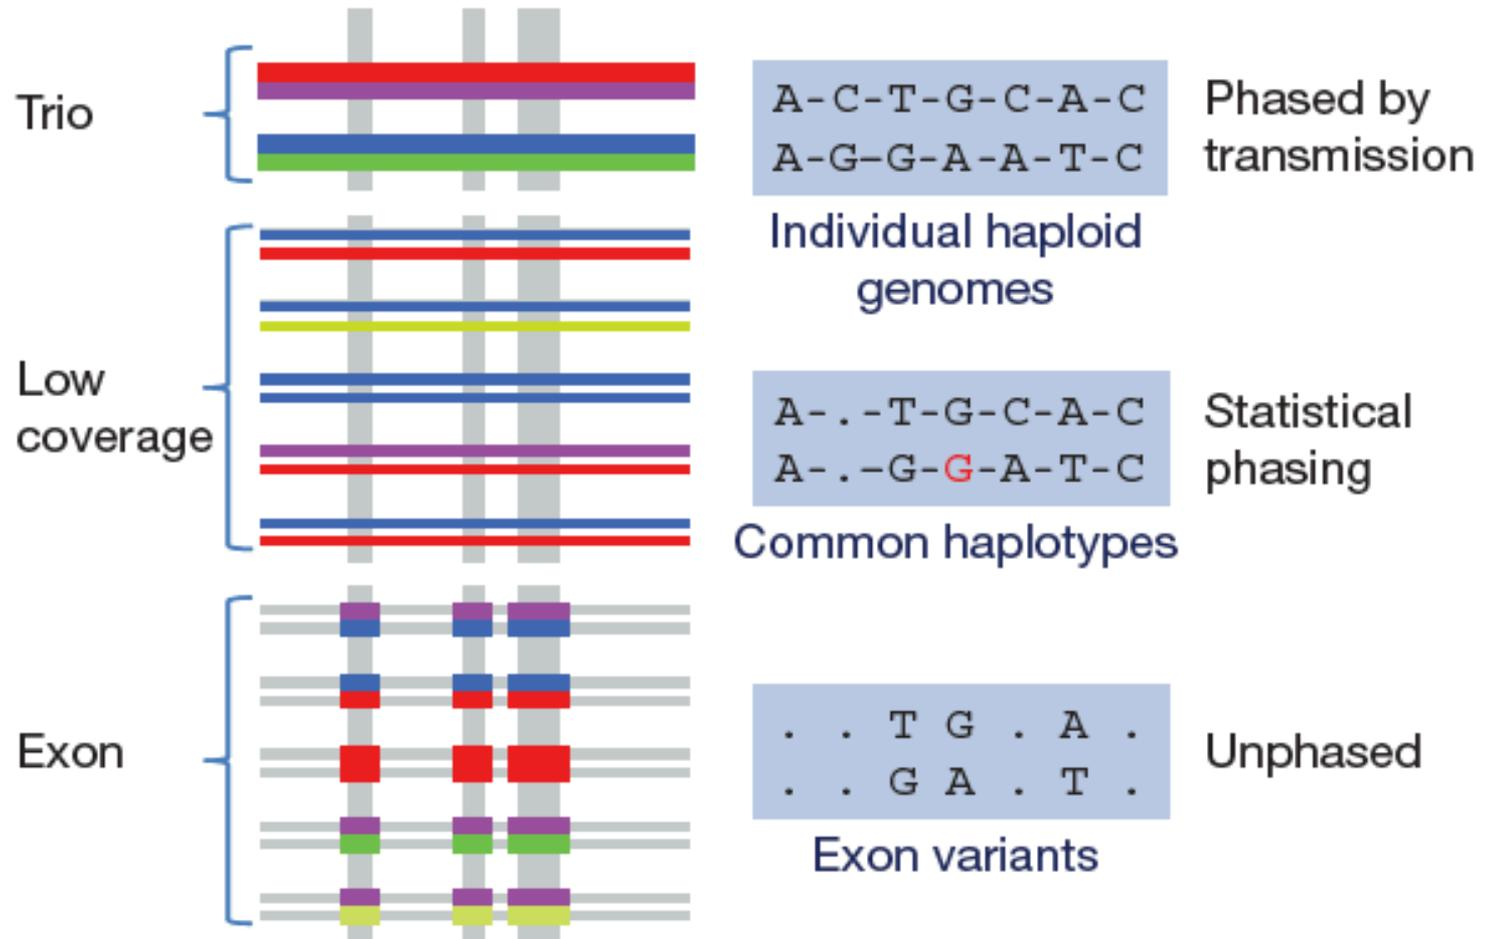 Trio
A-C-T-G-C-A-C
A-G-G-A-A-T-C
Phased by
transmission
Individual haploid
genomes
Low
coverage
A-.-T-G-C-A-C
A-.-G-G-A-T-C
Statistical
phasing
Common haplotypes
Exon
. . T G . A .
. . G A . T .
Unphased
Exon variants